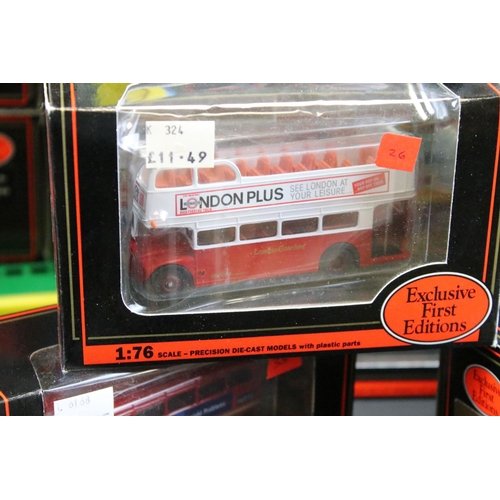 SK 324
£11.49
26
LONDON PLUS
SEE LONDON AT
YOUR LEISURE
Exclusive
First
Editions
1:76 SCALE – PRECISION DIE-CAST MODELS with plastic parts